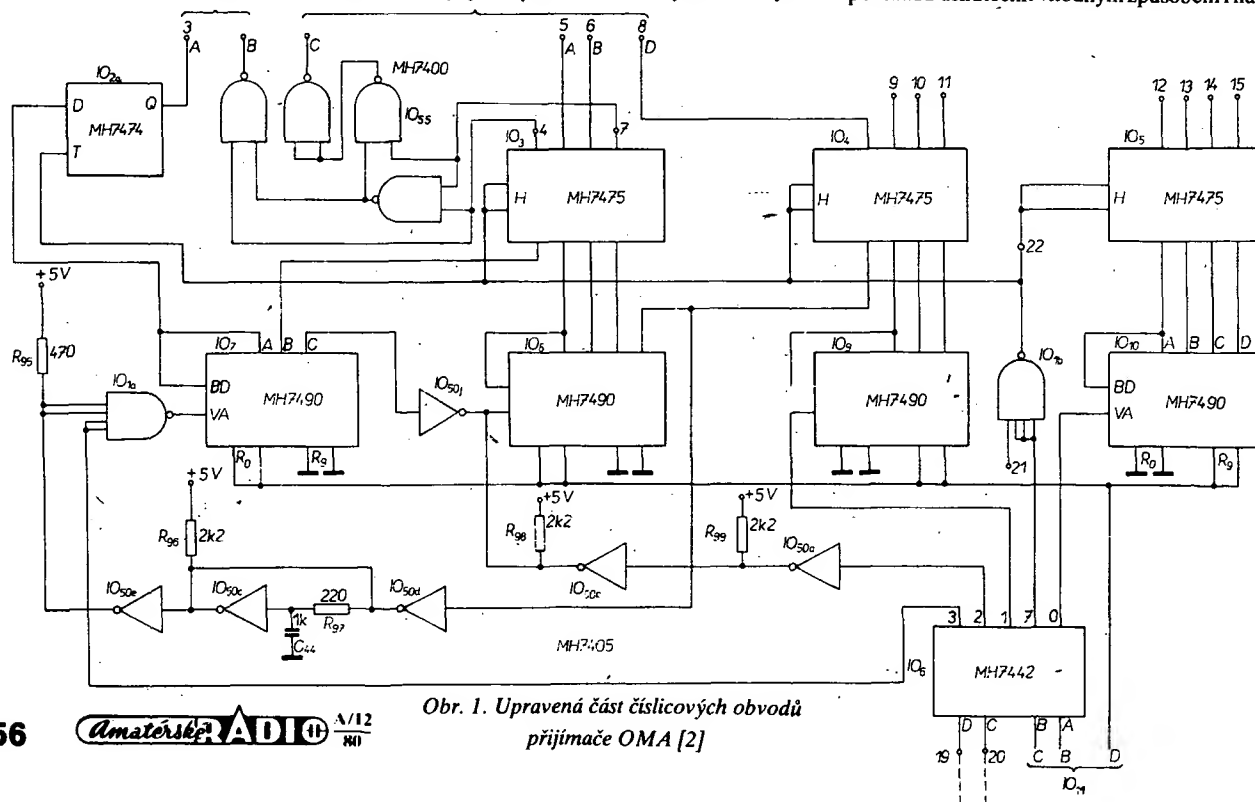 3 A B C 5 A 6 B 8 D
MH7400
IO2a
D Q
MH7474
T
IO55
IO3 4 7
H MH7475
9 10 11
IO4
H MH7475
12 13 14 15
IO5
H MH7475
22
+5V
R95 470
IO1a
IO7 A B C
BD
MH7490
VA
R0 R9
IO50f
IO8
MH7490
IO9
MH7490
IO1b
21
IO10 A B C D
BD
MH7490
VA
R0 R9
+5V
R96 2k2
+5V
R98 2k2
+5V
R99 2k2
IO50a
IO50e IO50c 220 IO50d
R97
1k
C44
MH7405
3 2 1 7 0
IO6
MH7442
D C B A
19 20 C B D
IO11
Obr. 1. Upravená část číslicových obvodů
přijímače OMA [2]
56 Amatérské RADIO A/12 80